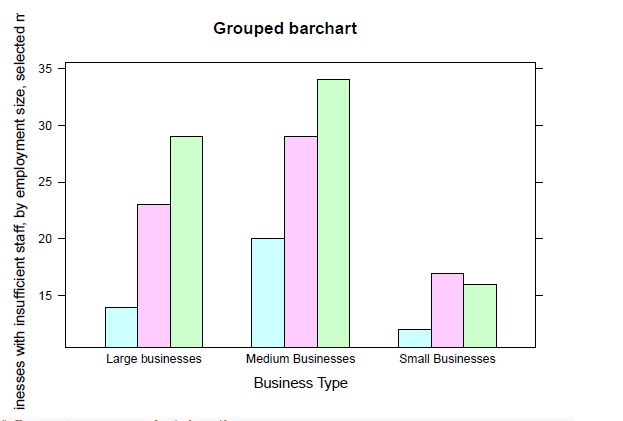 Grouped barchart
with insufficient staff, by employment size, selected
35
30
25
20
15
Large businesses Medium Businesses Small Businesses
Business Type